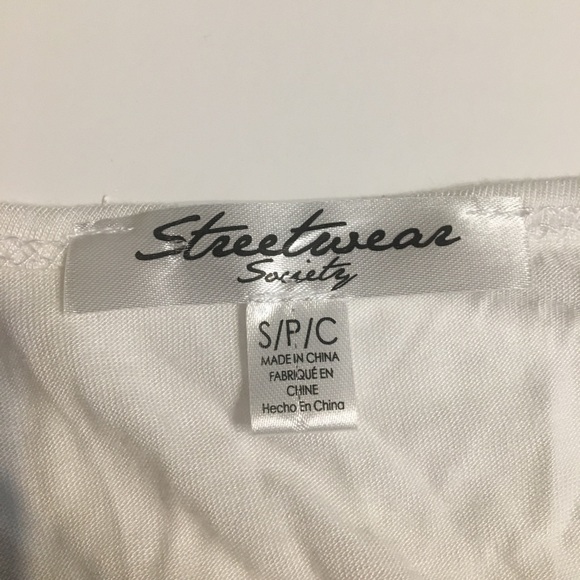 Streetwear
Society
S/P/C
MADE IN CHINA
FABRIQUÉ EN
CHINE
Hecho En China